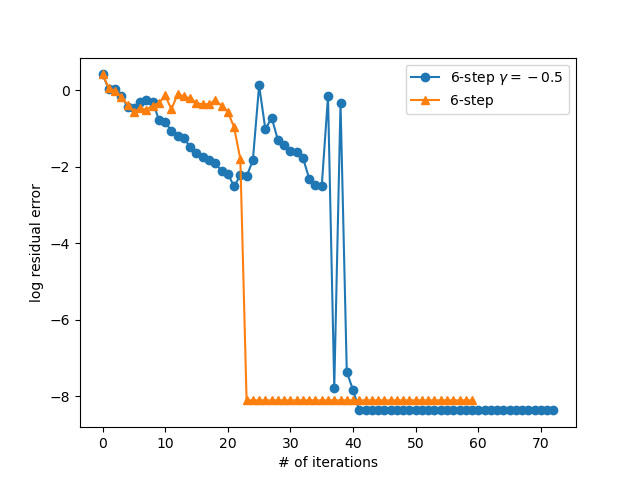 6-step γ = −0.5
6-step
0
−2
−4
−6
−8
log residual error
0 10 20 30 40 50 60 70
# of iterations